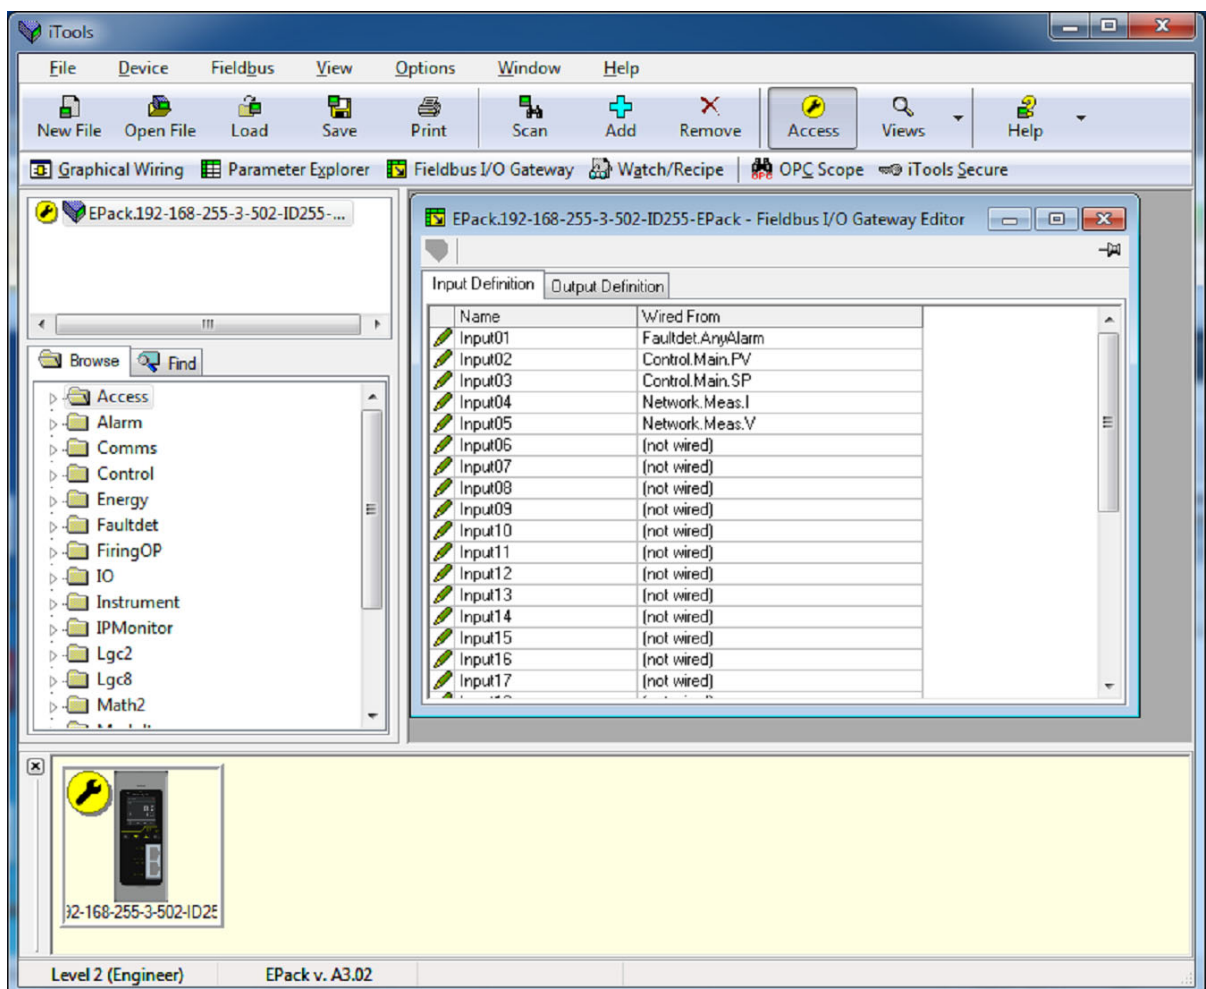 iTools
File Device Fieldbus View Options Window Help
New File Open File Load Save Print Scan Add Remove Access Views Help
Graphical Wiring Parameter Explorer Fieldbus I/O Gateway Watch/Recipe OPC Scope iTools Secure
EPack.192-168-255-3-502-ID255-...
Browse Find
Access
Alarm
Comms
Control
Energy
Faultdet
FiringOP
IO
Instrument
IPMonitor
Lgc2
Lgc8
Math2
EPack.192-168-255-3-502-ID255-EPack - Fieldbus I/O Gateway Editor
Input Definition Output Definition
Name Wired From
Input01 Faultdet.AnyAlarm
Input02 Control.Main.PV
Input03 Control.Main.SP
Input04 Network.Meas.I
Input05 Network.Meas.V
Input06 (not wired)
Input07 (not wired)
Input08 (not wired)
Input09 (not wired)
Input10 (not wired)
Input11 (not wired)
Input12 (not wired)
Input13 (not wired)
Input14 (not wired)
Input15 (not wired)
Input16 (not wired)
Input17 (not wired)
92-168-255-3-502-ID25
Level 2 (Engineer) EPack v. A3.02